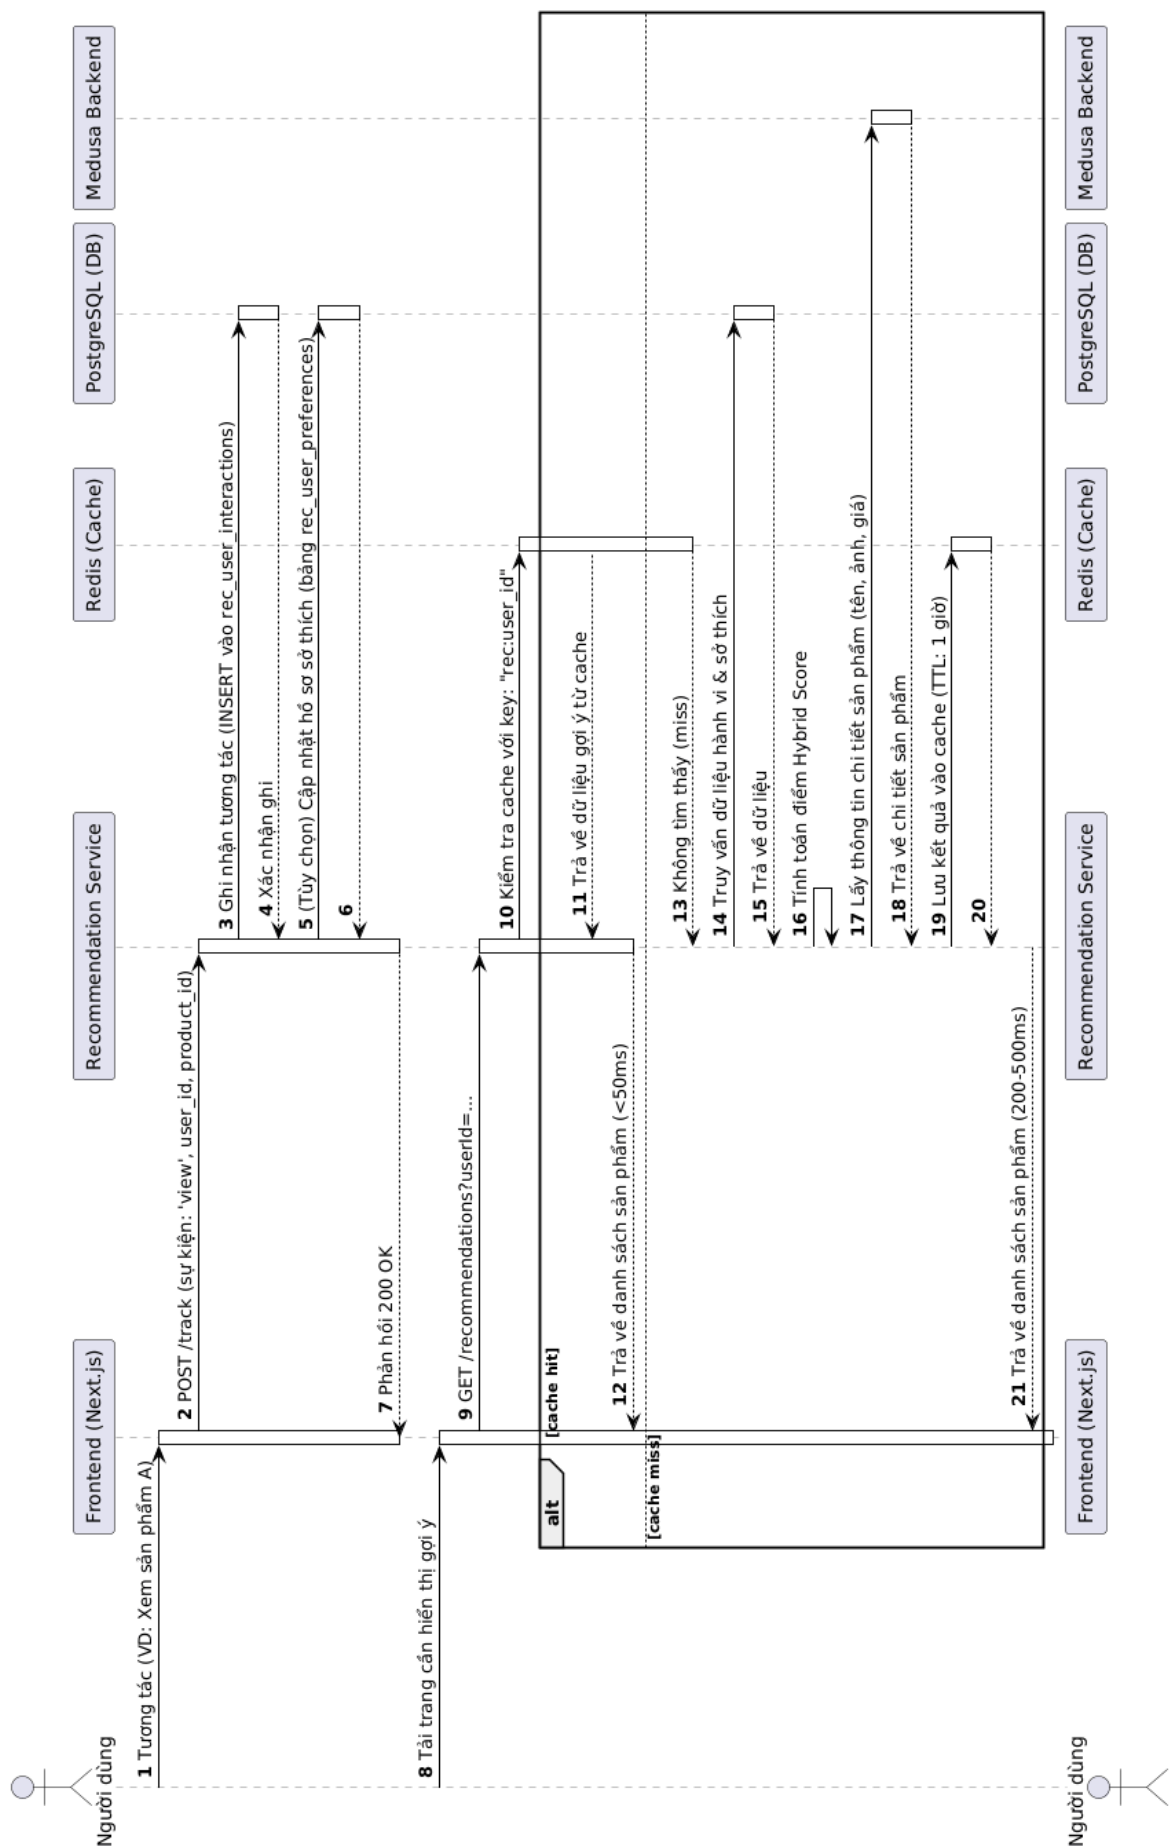 Người dùng
Frontend (Next.js)
Recommendation Service
Redis (Cache)
PostgreSQL (DB)
Medusa Backend
1 Tương tác (VD: Xem sản phẩm A)
2 POST /track (sự kiện: 'view', user_id, product_id)
3 Ghi nhận tương tác (INSERT vào rec_user_interactions)
4 Xác nhận ghi
5 (Tùy chọn) Cập nhật hồ sơ sở thích (bảng rec_user_preferences)
6
7 Phản hồi 200 OK
8 Tải trang cần hiển thị gợi ý
9 GET /recommendations?userId=...
10 Kiểm tra cache với key: "rec:user_id"
alt
[cache hit]
11 Trả về dữ liệu gợi ý từ cache
12 Trả về danh sách sản phẩm (<50ms)
[cache miss]
13 Không tìm thấy (miss)
14 Truy vấn dữ liệu hành vi & sở thích
15 Trả về dữ liệu
16 Tính toán điểm Hybrid Score
17 Lấy thông tin chi tiết sản phẩm (tên, ảnh, giá)
18 Trả về chi tiết sản phẩm
19 Lưu kết quả vào cache (TTL: 1 giờ)
20
21 Trả về danh sách sản phẩm (200-500ms)
Người dùng
Frontend (Next.js)
Recommendation Service
Redis (Cache)
PostgreSQL (DB)
Medusa Backend